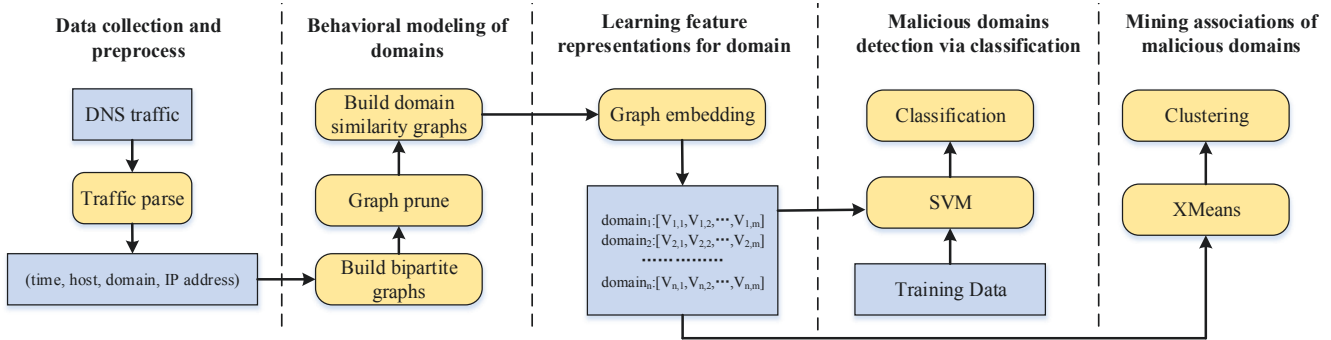 Data collection and
preprocess
Behavioral modeling of
domains
Learning feature
representations for domain
Malicious domains
detection via classification
Mining associations of
malicious domains
DNS traffic
Traffic parse
(time, host, domain, IP address)
Build domain
similarity graphs
Graph prune
Build bipartite
graphs
Graph embedding
domain₁:[V₁,₁,V₁,₂,···,V₁,ₘ]
domain₂:[V₂,₁,V₂,₂,···,V₂,ₘ]
···············
domainₙ:[Vₙ,₁,Vₙ,₂,···,Vₙ,ₘ]
Classification
SVM
Training Data
Clustering
XMeans